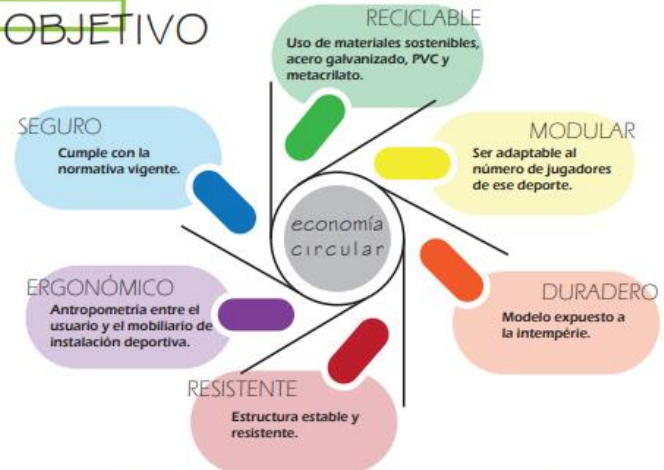 OBJETIVO
RECICLABLE
Uso de materiales sostenibles,
acero galvanizado, PVC y
metacrilato.
SEGURO
Cumple con la
normativa vigente.
MODULAR
Ser adaptable al
número de jugadores
de ese deporte.
economía
circular
ERGONÓMICO
Antropometría entre el
usuario y el mobiliario de
instalación deportiva.
DURADERO
Modelo expuesto a
la intempérie.
RESISTENTE
Estructura estable y
resistente.